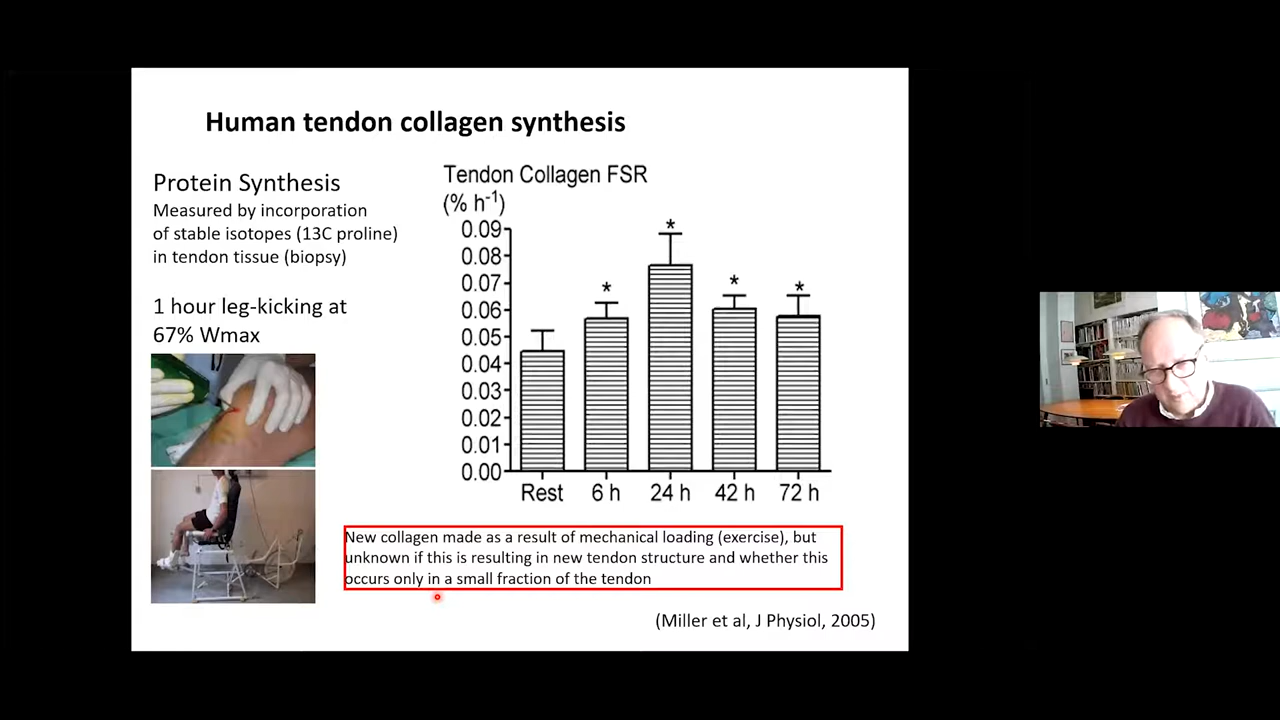 Human tendon collagen synthesis
Protein Synthesis
Measured by incorporation
of stable isotopes (13C proline)
in tendon tissue (biopsy)
1 hour leg-kicking at
67% Wmax
Tendon Collagen FSR
(% h⁻¹)
0.09
0.08
0.07
0.06
0.05
0.04
0.03
0.02
0.01
0.00
* * * *
Rest 6 h 24 h 42 h 72 h
New collagen made as a result of mechanical loading (exercise), but
unknown if this is resulting in new tendon structure and whether this
occurs only in a small fraction of the tendon
(Miller et al, J Physiol, 2005)